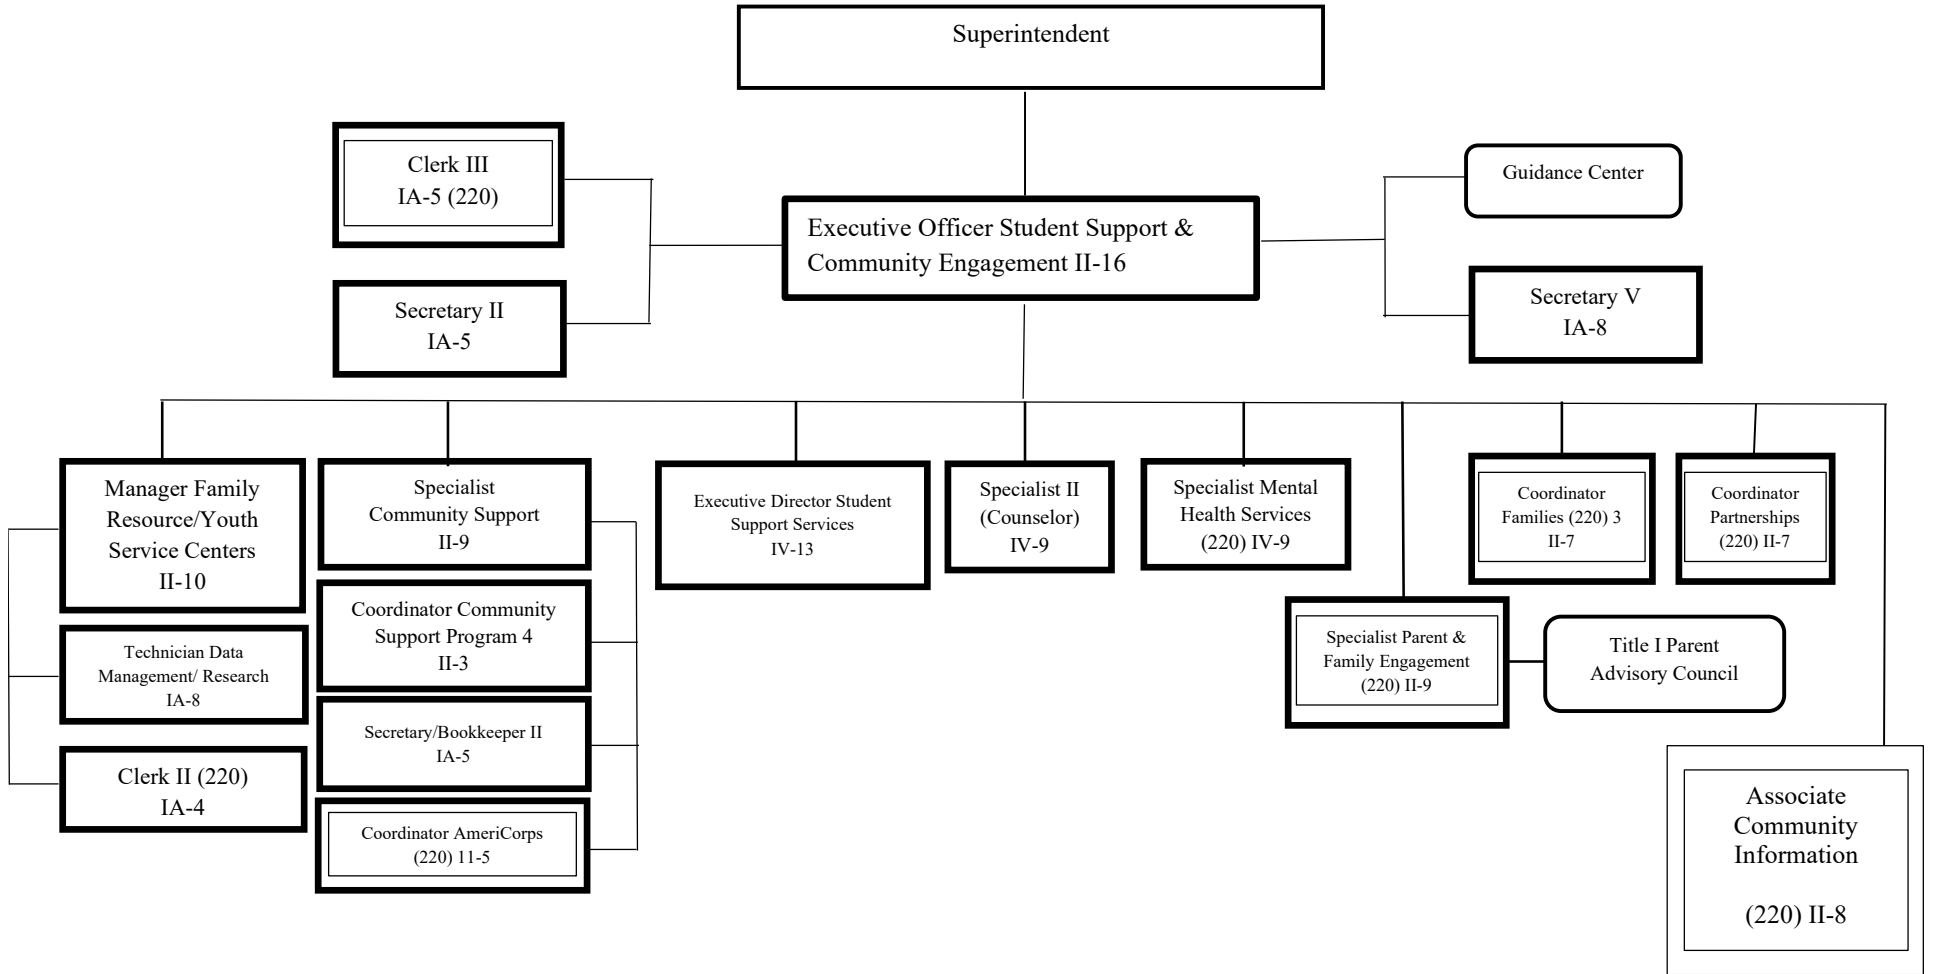 Superintendent
Clerk III
IA-5 (220)
Guidance Center
Executive Officer Student Support &
Community Engagement II-16
Secretary II
IA-5
Secretary V
IA-8
Manager Family
Resource/Youth
Service Centers
II-10
Specialist
Community Support
II-9
Executive Director Student
Support Services
IV-13
Specialist II
(Counselor)
IV-9
Specialist Mental
Health Services
(220) IV-9
Coordinator
Families (220) 3
II-7
Coordinator
Partnerships
(220) II-7
Technician Data
Management/ Research
IA-8
Coordinator Community
Support Program 4
II-3
Specialist Parent &
Family Engagement
(220) II-9
Title I Parent
Advisory Council
Secretary/Bookkeeper II
IA-5
Clerk II (220)
IA-4
Coordinator AmeriCorps
(220) 11-5
Associate
Community
Information
(220) II-8